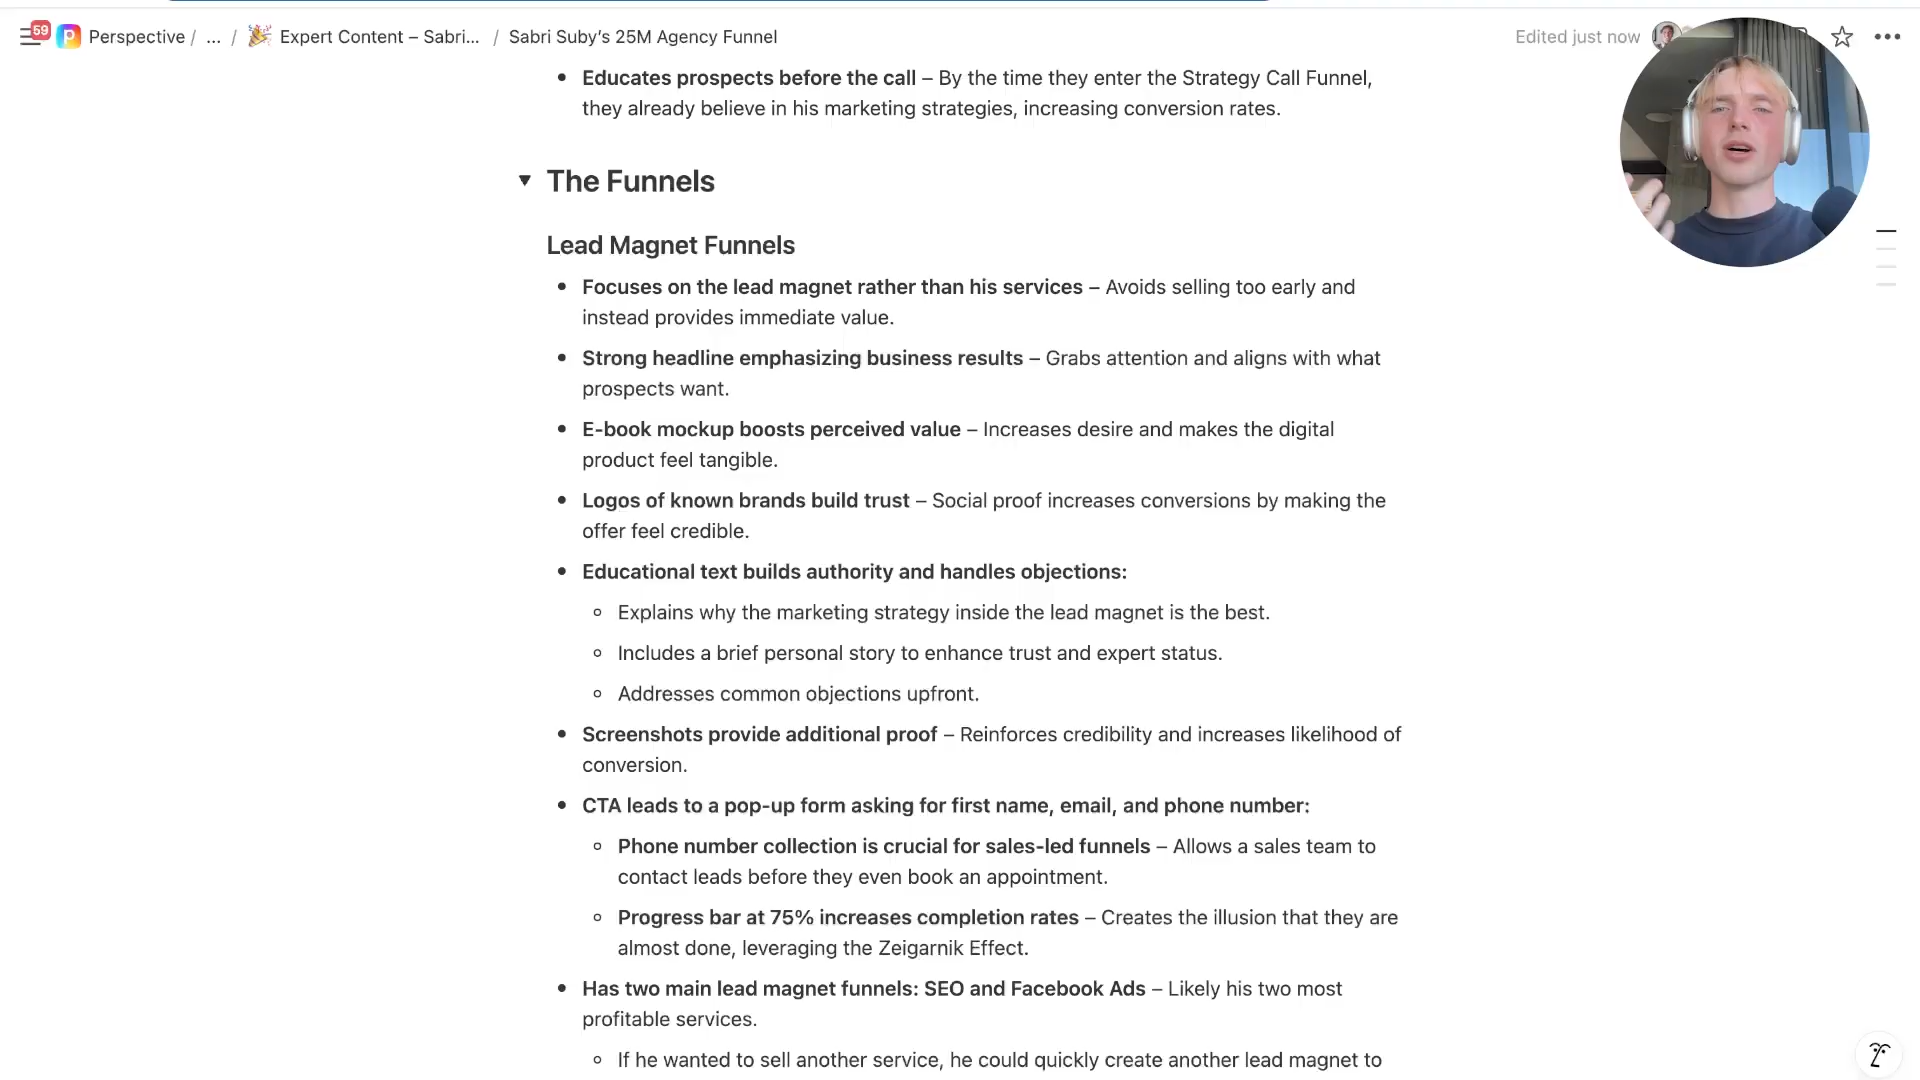 59
Perspective / ... / Expert Content – Sabri... / Sabri Suby's 25M Agency Funnel
Edited just now
Educates prospects before the call – By the time they enter the Strategy Call Funnel,
they already believe in his marketing strategies, increasing conversion rates.
The Funnels
Lead Magnet Funnels
Focuses on the lead magnet rather than his services – Avoids selling too early and
instead provides immediate value.
Strong headline emphasizing business results – Grabs attention and aligns with what
prospects want.
E-book mockup boosts perceived value – Increases desire and makes the digital
product feel tangible.
Logos of known brands build trust – Social proof increases conversions by making the
offer feel credible.
Educational text builds authority and handles objections:
Explains why the marketing strategy inside the lead magnet is the best.
Includes a brief personal story to enhance trust and expert status.
Addresses common objections upfront.
Screenshots provide additional proof – Reinforces credibility and increases likelihood of
conversion.
CTA leads to a pop-up form asking for first name, email, and phone number:
Phone number collection is crucial for sales-led funnels – Allows a sales team to
contact leads before they even book an appointment.
Progress bar at 75% increases completion rates – Creates the illusion that they are
almost done, leveraging the Zeigarnik Effect.
Has two main lead magnet funnels: SEO and Facebook Ads – Likely his two most
profitable services.
If he wanted to sell another service, he could quickly create another lead magnet to